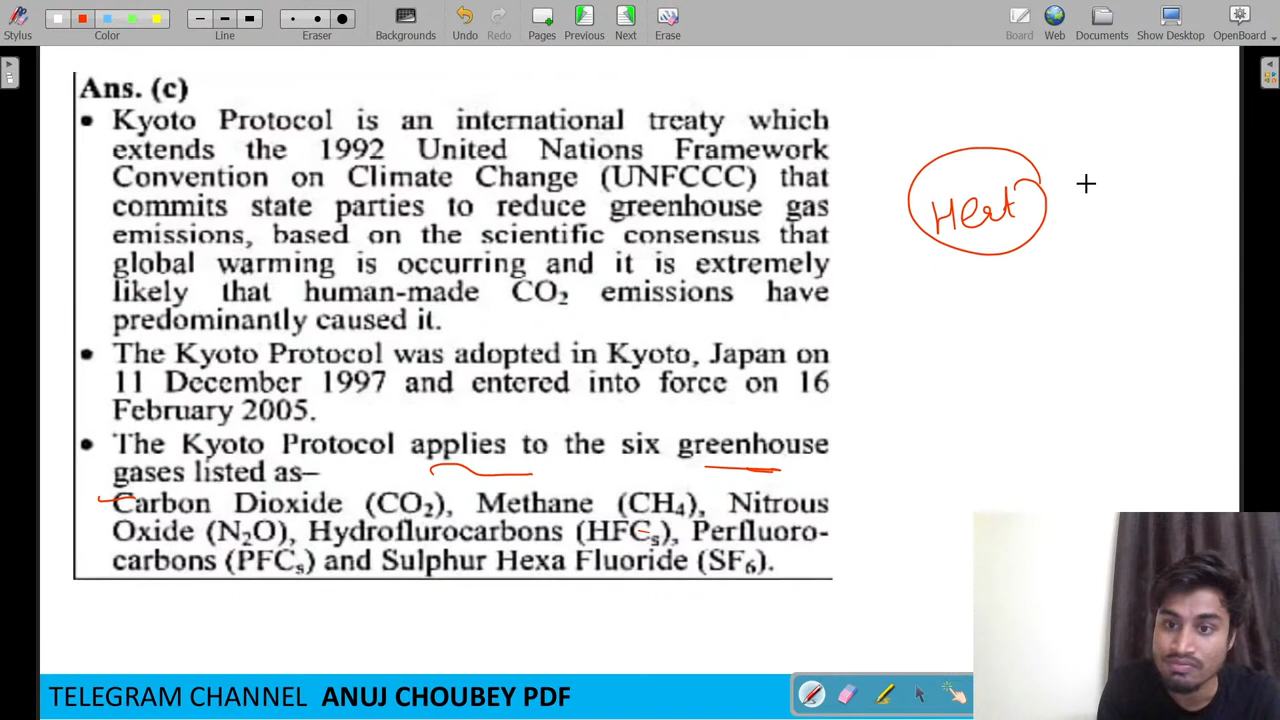 Stylus
Color
Line
Eraser
Backgrounds
Undo
Redo
Pages
Previous
Next
Erase
Board
Web
Documents
Show Desktop
OpenBoard
Ans. (c)
• Kyoto Protocol is an international treaty which
extends the 1992 United Nations Framework
Convention on Climate Change (UNFCCC) that
commits state parties to reduce greenhouse gas
emissions, based on the scientific consensus that
global warming is occurring and it is extremely
likely that human-made CO₂ emissions have
predominantly caused it.
• The Kyoto Protocol was adopted in Kyoto, Japan on
11 December 1997 and entered into force on 16
February 2005.
• The Kyoto Protocol applies to the six greenhouse
gases listed as–
Carbon Dioxide (CO₂), Methane (CH₄), Nitrous
Oxide (N₂O), Hydroflurocarbons (HFCₛ), Perfluoro-
carbons (PFCₛ) and Sulphur Hexa Fluoride (SF₆).
TELEGRAM CHANNEL ANUJ CHOUBEY PDF